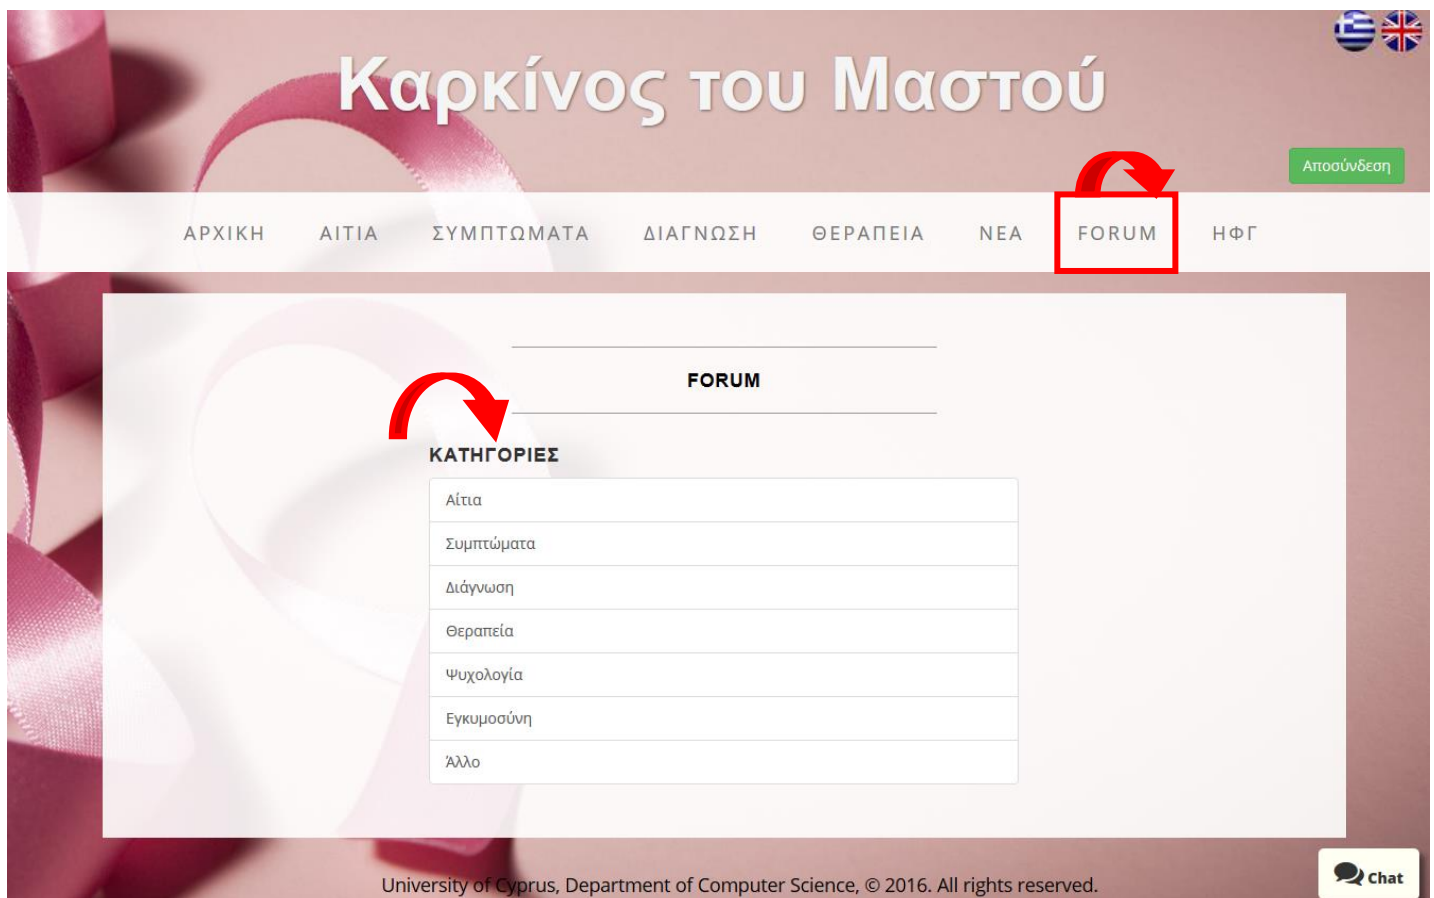 Καρκίνος του Μαστού
Αποσύνδεση
ΑΡΧΙΚΗ ΑΙΤΙΑ ΣΥΜΠΤΩΜΑΤΑ ΔΙΑΓΝΩΣΗ ΘΕΡΑΠΕΙΑ ΝΕΑ FORUM ΗΦΓ
FORUM
ΚΑΤΗΓΟΡΙΕΣ
Αίτια
Συμπτώματα
Διάγνωση
Θεραπεία
Ψυχολογία
Εγκυμοσύνη
Άλλο
University of Cyprus, Department of Computer Science, © 2016. All rights reserved.
Chat